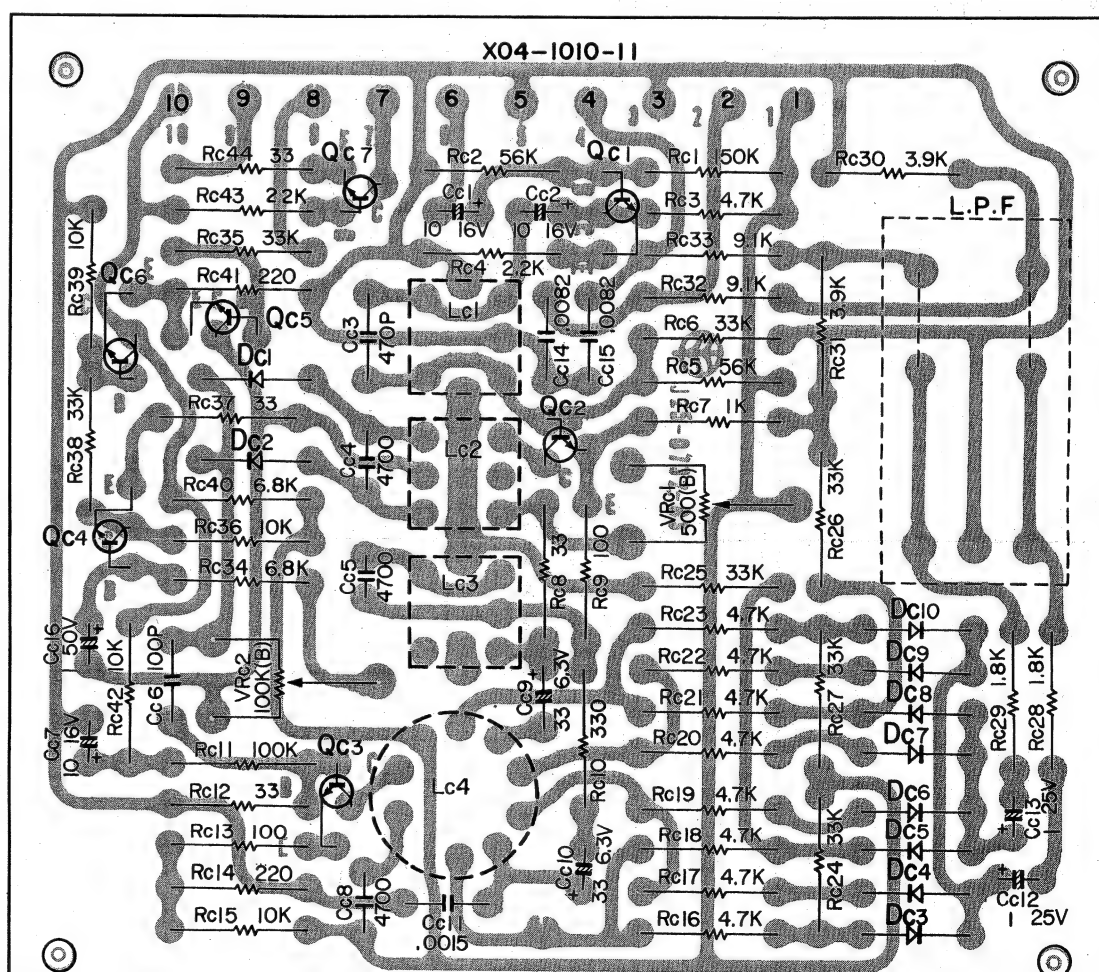 X04-1010-11
10 9 8 7 6 5 4 3 2 1
Rc44 33 Qc7 Rc2 56K Qc1 Rc1 150K Rc30 3.9K
Rc43 2.2K Cc1 + Cc2 + Rc3 4.7K L.P.F
10 16V 10 16V
Rc39 10K Rc35 33K Rc4 2.2K Rc33 9.1K
Qc6 Rc41 220 Lc1 Rc32 9.1K
Qc5 Cc3 470P Cc14 .0082 Cc15 .0082 Rc6 33K Rc31 3.9K
Dc1 Rc5 56K
Rc38 33K Rc37 33 Qc2 Rc7 1K
Dc2 Cc4 4700 Lc2 VRc1 500(B)
Rc40 6.8K Rc26 33K
Qc4 Rc36 10K Rc8 33 Rc9 100 E
Rc34 6.8K Cc5 4700 Lc3 Rc25 33K
Cc16 50V + Rc23 4.7K Dc10
Rc42 10K Cc6 100P VRc2 100K(B) Rc22 4.7K Rc27 33K Dc9
Cc9 + 33 6.3V Rc21 4.7K Dc8 Rc29 1.8K Rc28 1.8K
Cc7 10 16V + Rc11 100K Qc3 Rc20 4.7K Dc7
Rc12 33 Lc4 Rc10 330 Rc19 4.7K Dc6 Cc13 + 1 25V
Rc13 100 Rc18 4.7K Rc24 33K Dc5
Rc14 220 Cc8 4700 Cc10 + 33 6.3V Rc17 4.7K Dc4 + Cc12
Rc15 10K Cc11 .0015 Rc16 4.7K Dc3 1 25V